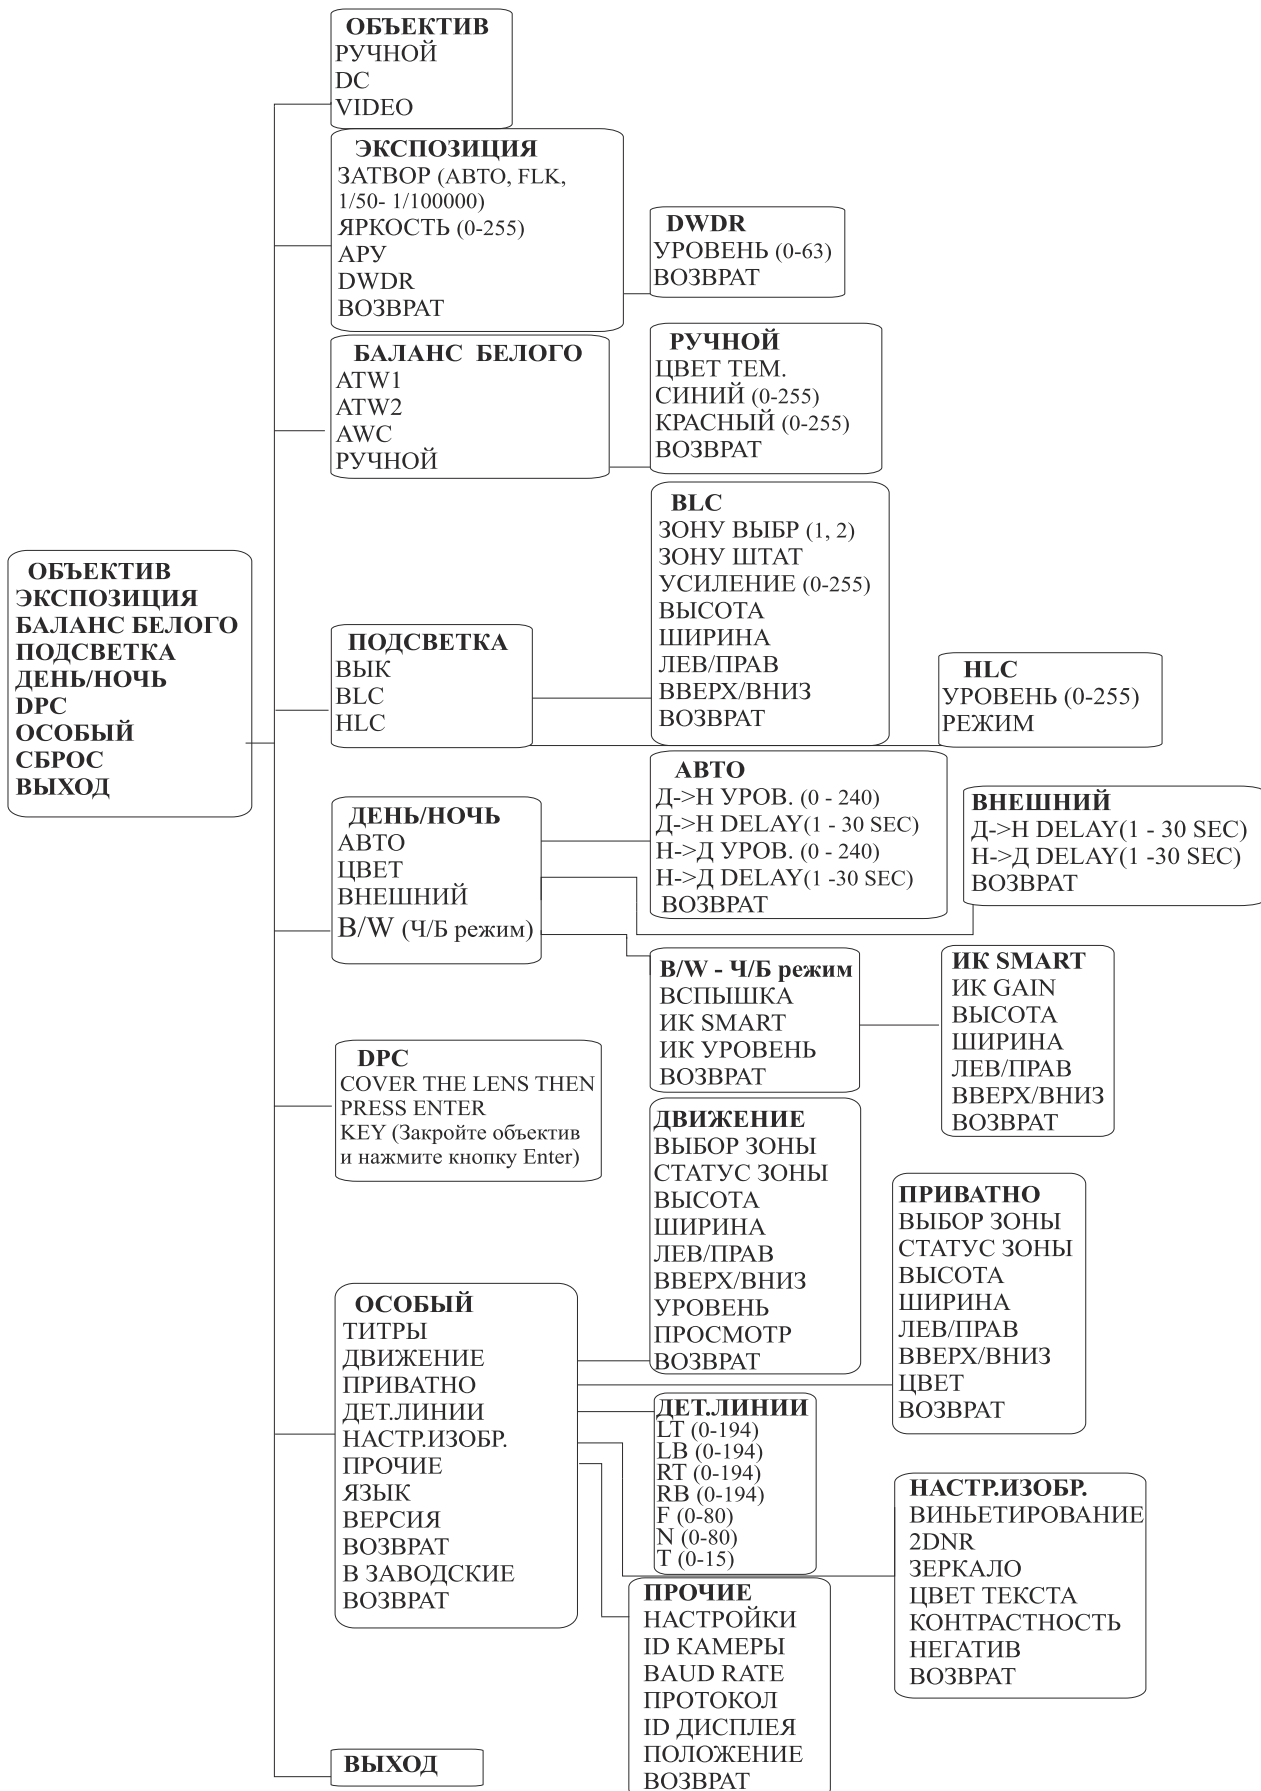 ОБЪЕКТИВ
ЭКСПОЗИЦИЯ
БАЛАНС БЕЛОГО
ПОДСВЕТКА
ДЕНЬ/НОЧЬ
DPC
ОСОБЫЙ
СБРОС
ВЫХОД
ОБЪЕКТИВ
РУЧНОЙ
DC
VIDEO
ЭКСПОЗИЦИЯ
ЗАТВОР (АВТО, FLK,
1/50- 1/100000)
ЯРКОСТЬ (0-255)
АРУ
DWDR
ВОЗВРАТ
DWDR
УРОВЕНЬ (0-63)
ВОЗВРАТ
БАЛАНС БЕЛОГО
ATW1
ATW2
AWC
РУЧНОЙ
РУЧНОЙ
ЦВЕТ ТЕМ.
СИНИЙ (0-255)
КРАСНЫЙ (0-255)
ВОЗВРАТ
ПОДСВЕТКА
ВЫК
BLC
HLC
BLC
ЗОНУ ВЫБР (1, 2)
ЗОНУ ШТАТ
УСИЛЕНИЕ (0-255)
ВЫСОТА
ШИРИНА
ЛЕВ/ПРАВ
ВВЕРХ/ВНИЗ
ВОЗВРАТ
HLC
УРОВЕНЬ (0-255)
РЕЖИМ
ДЕНЬ/НОЧЬ
АВТО
ЦВЕТ
ВНЕШНИЙ
B/W (Ч/Б режим)
АВТО
Д->Н УРОВ. (0 - 240)
Д->Н DELAY(1 - 30 SEC)
Н->Д УРОВ. (0 - 240)
Н->Д DELAY(1 -30 SEC)
ВОЗВРАТ
ВНЕШНИЙ
Д->Н DELAY(1 - 30 SEC)
Н->Д DELAY(1 -30 SEC)
ВОЗВРАТ
B/W - Ч/Б режим
ВСПЫШКА
ИК SMART
ИК УРОВЕНЬ
ВОЗВРАТ
ИК SMART
ИК GAIN
ВЫСОТА
ШИРИНА
ЛЕВ/ПРАВ
ВВЕРХ/ВНИЗ
ВОЗВРАТ
DPC
COVER THE LENS THEN
PRESS ENTER
KEY (Закройте объектив
и нажмите кнопку Enter)
ОСОБЫЙ
ТИТРЫ
ДВИЖЕНИЕ
ПРИВАТНО
ДЕТ.ЛИНИИ
НАСТР.ИЗОБР.
ПРОЧИЕ
ЯЗЫК
ВЕРСИЯ
ВОЗВРАТ
В ЗАВОДСКИЕ
ВОЗВРАТ
ДВИЖЕНИЕ
ВЫБОР ЗОНЫ
СТАТУС ЗОНЫ
ВЫСОТА
ШИРИНА
ЛЕВ/ПРАВ
ВВЕРХ/ВНИЗ
УРОВЕНЬ
ПРОСМОТР
ВОЗВРАТ
ПРИВАТНО
ВЫБОР ЗОНЫ
СТАТУС ЗОНЫ
ВЫСОТА
ШИРИНА
ЛЕВ/ПРАВ
ВВЕРХ/ВНИЗ
ЦВЕТ
ВОЗВРАТ
ДЕТ.ЛИНИИ
LT (0-194)
LB (0-194)
RT (0-194)
RB (0-194)
F (0-80)
N (0-80)
T (0-15)
НАСТР.ИЗОБР.
ВИНЬЕТИРОВАНИЕ
2DNR
ЗЕРКАЛО
ЦВЕТ ТЕКСТА
КОНТРАСТНОСТЬ
НЕГАТИВ
ВОЗВРАТ
ПРОЧИЕ
НАСТРОЙКИ
ID КАМЕРЫ
BAUD RATE
ПРОТОКОЛ
ID ДИСПЛЕЯ
ПОЛОЖЕНИЕ
ВОЗВРАТ
ВЫХОД